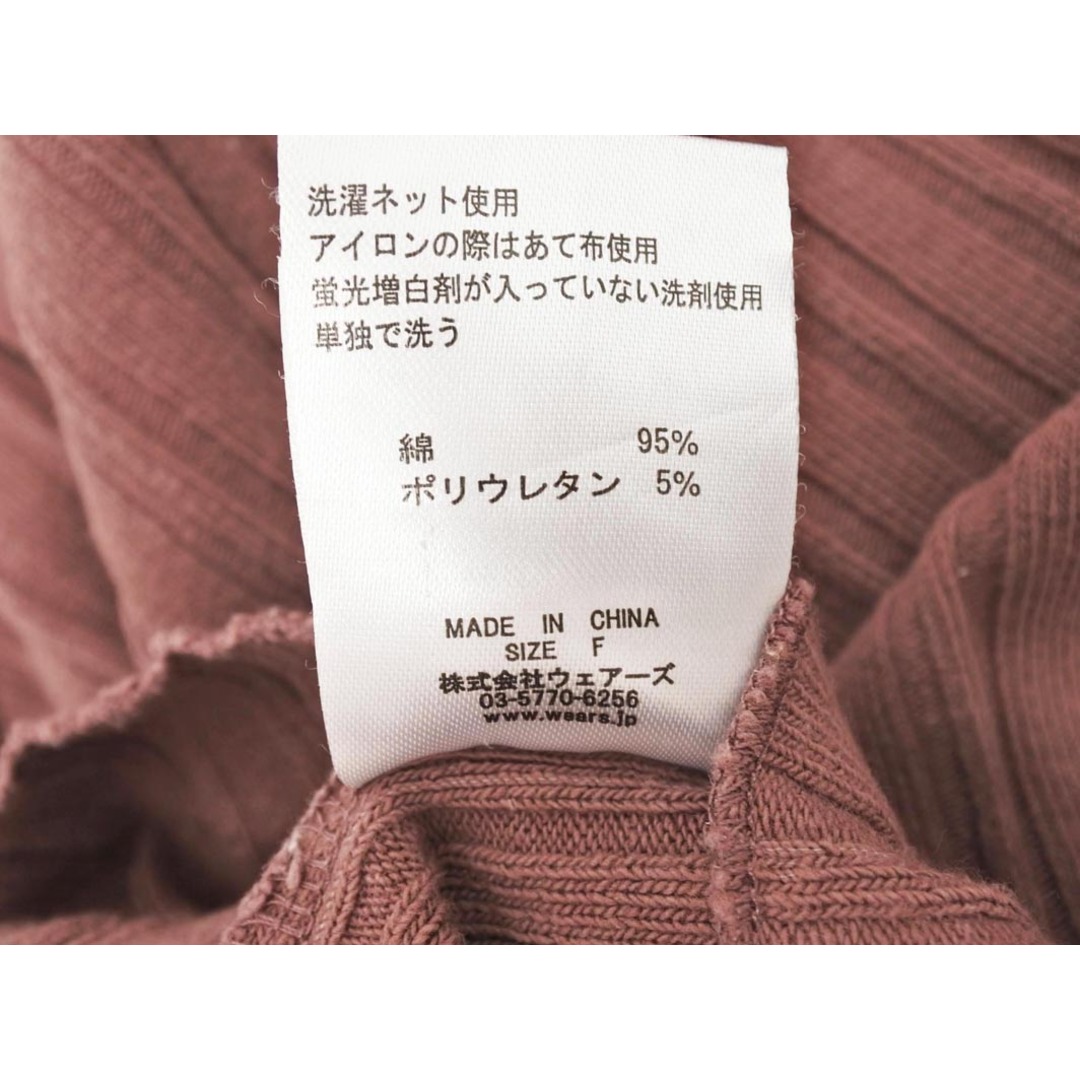 洗濯ネット使用
アイロンの際はあて布使用
蛍光増白剤が入っていない洗剤使用
単独で洗う
綿 95%
ポリウレタン 5%
MADE IN CHINA
SIZE F
株式会社ウェアーズ
03-5770-6256
www.wears.jp